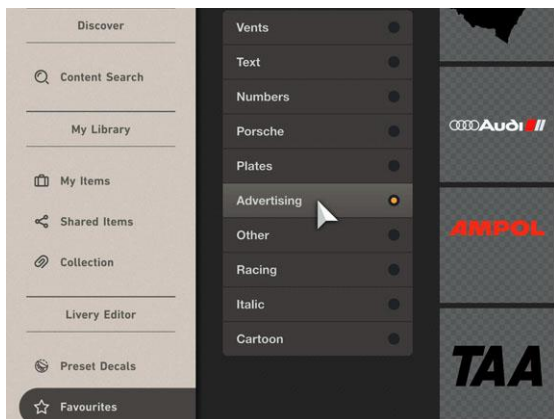 Discover
Content Search
My Library
My Items
Shared Items
Collection
Livery Editor
Preset Decals
Favourites
Vents
Text
Numbers
Porsche
Plates
Advertising
Other
Racing
Italic
Cartoon
Audi
AMPOL
TAA